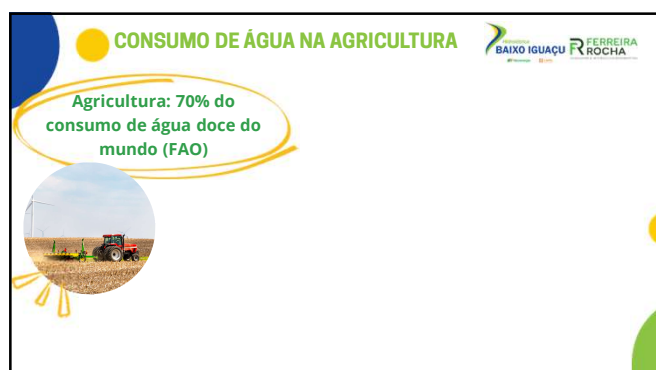 CONSUMO DE ÁGUA NA AGRICULTURA
BAIXO IGUAÇU
FERREIRA
ROCHA
Agricultura: 70% do
consumo de água doce do
mundo (FAO)